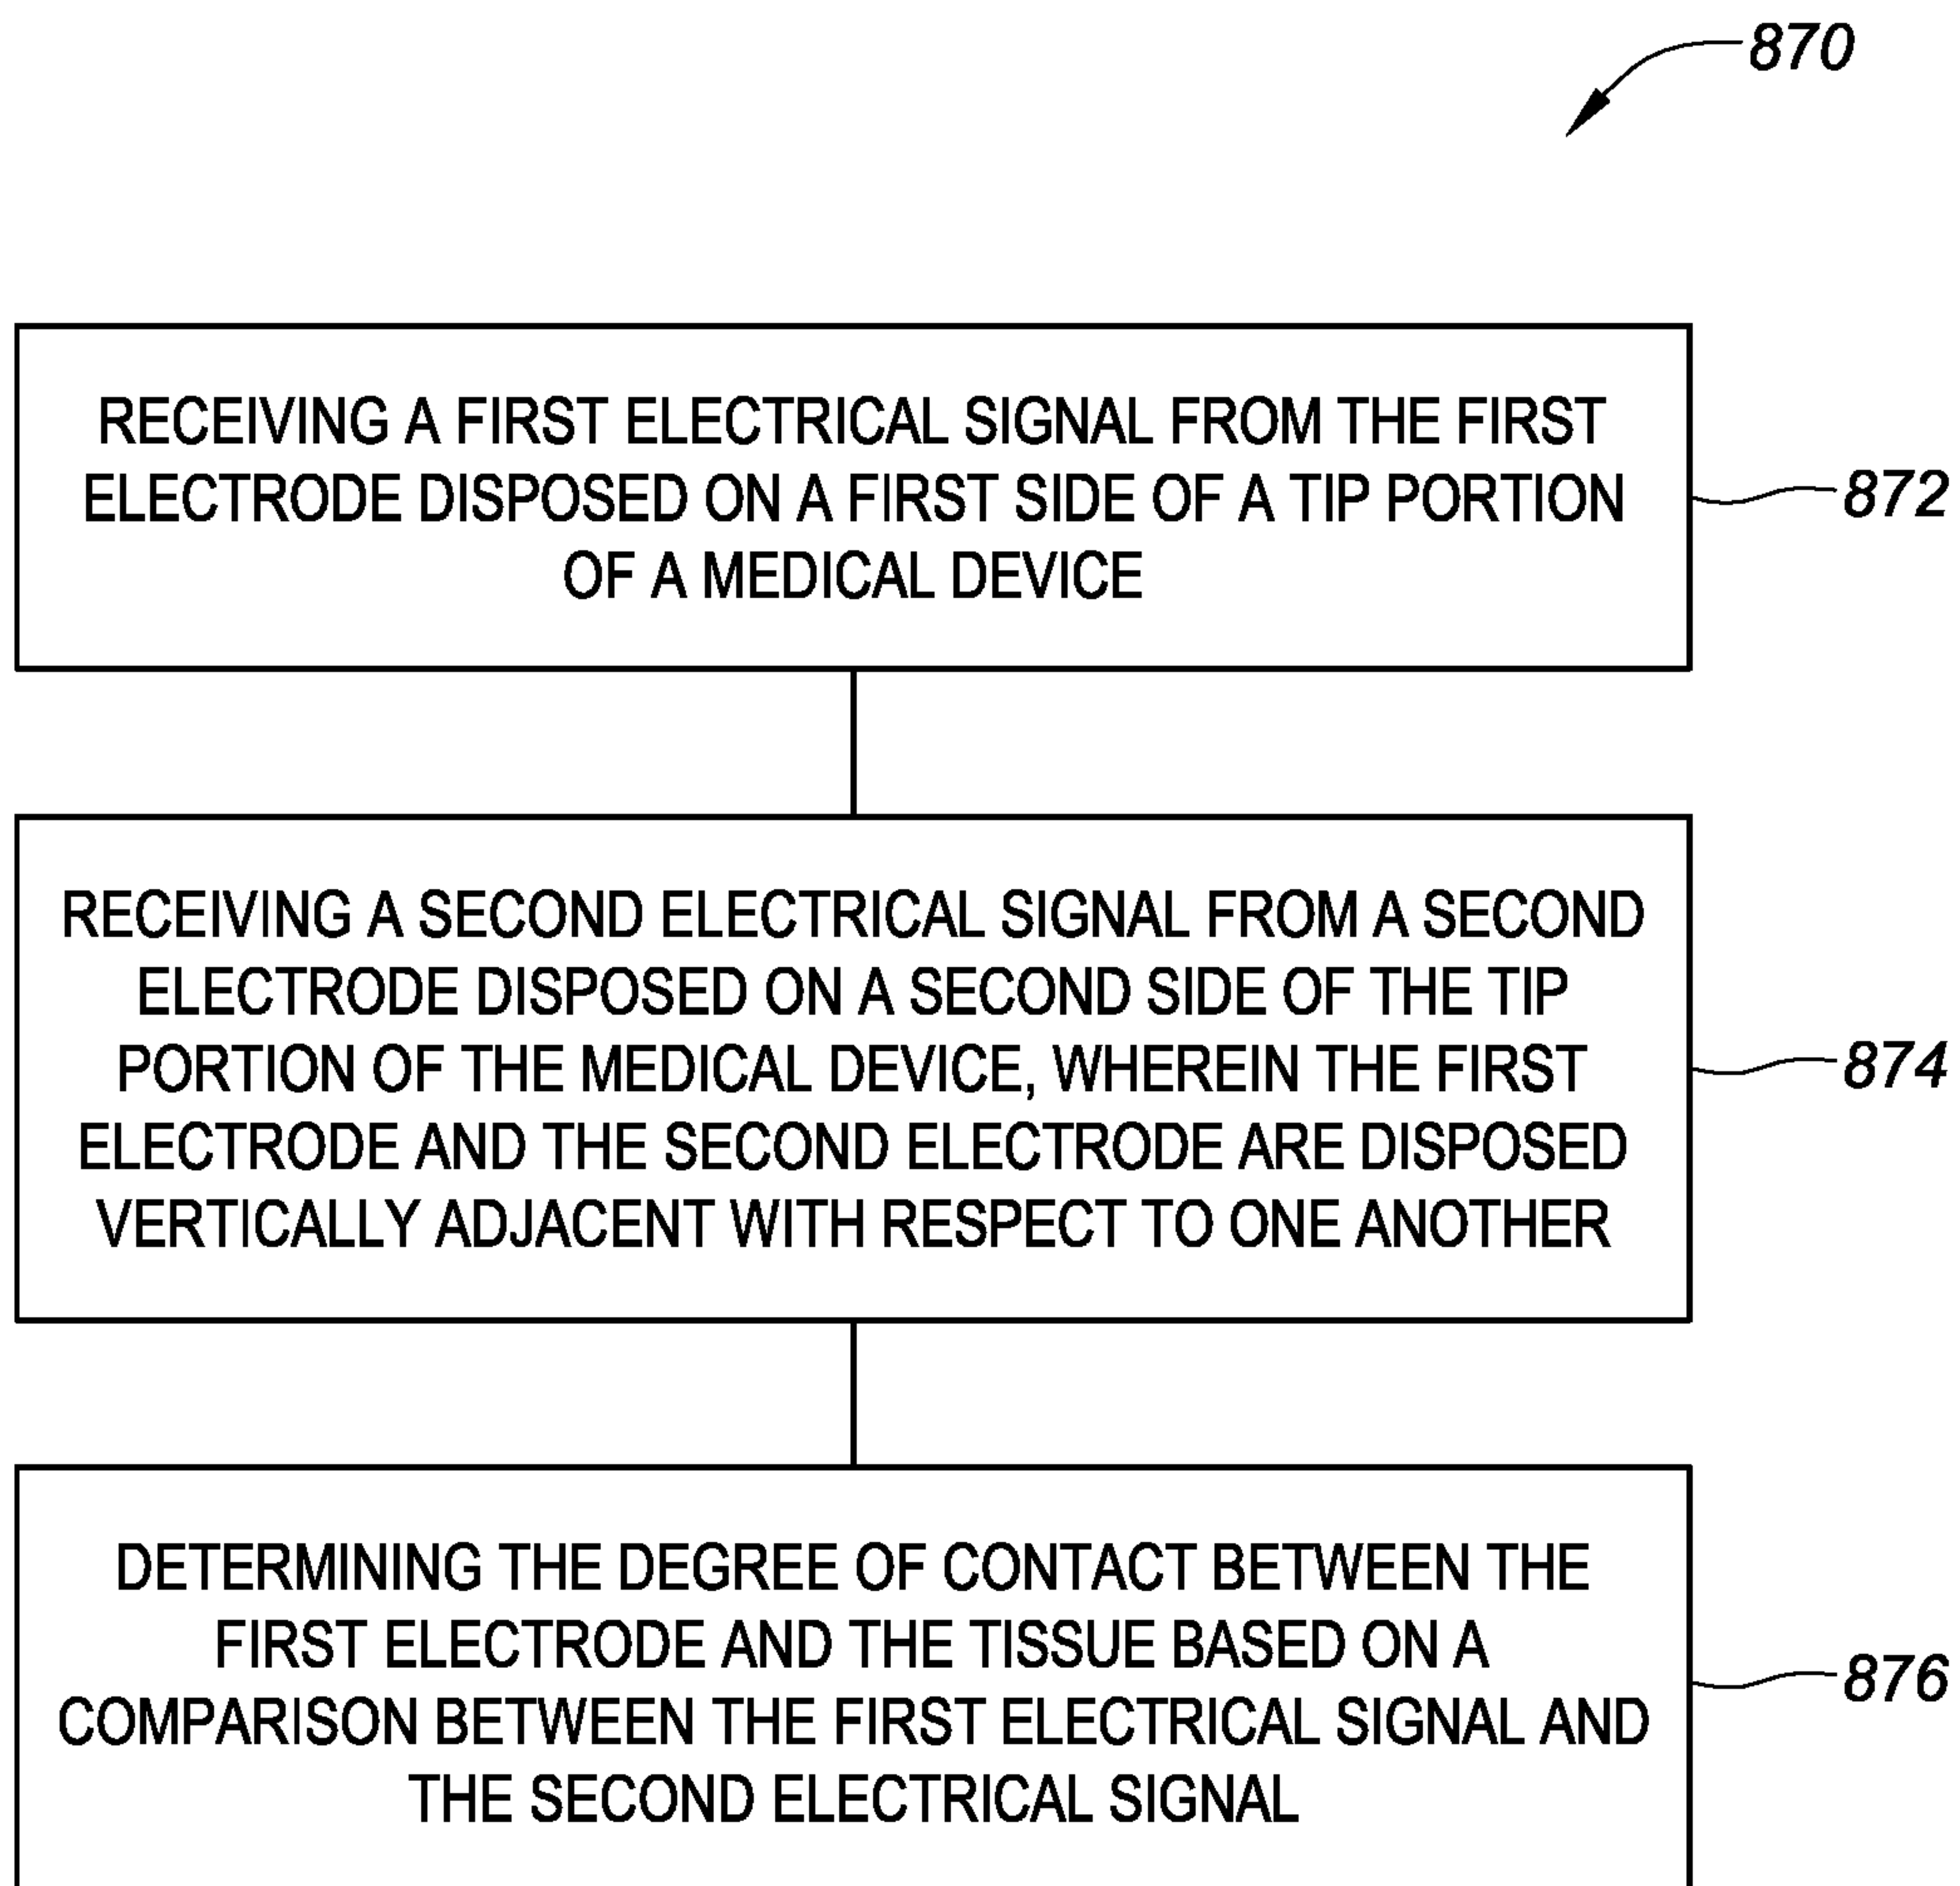 870
RECEIVING A FIRST ELECTRICAL SIGNAL FROM THE FIRST
ELECTRODE DISPOSED ON A FIRST SIDE OF A TIP PORTION
OF A MEDICAL DEVICE
872
RECEIVING A SECOND ELECTRICAL SIGNAL FROM A SECOND
ELECTRODE DISPOSED ON A SECOND SIDE OF THE TIP
PORTION OF THE MEDICAL DEVICE, WHEREIN THE FIRST
ELECTRODE AND THE SECOND ELECTRODE ARE DISPOSED
VERTICALLY ADJACENT WITH RESPECT TO ONE ANOTHER
874
DETERMINING THE DEGREE OF CONTACT BETWEEN THE
FIRST ELECTRODE AND THE TISSUE BASED ON A
COMPARISON BETWEEN THE FIRST ELECTRICAL SIGNAL AND
THE SECOND ELECTRICAL SIGNAL
876